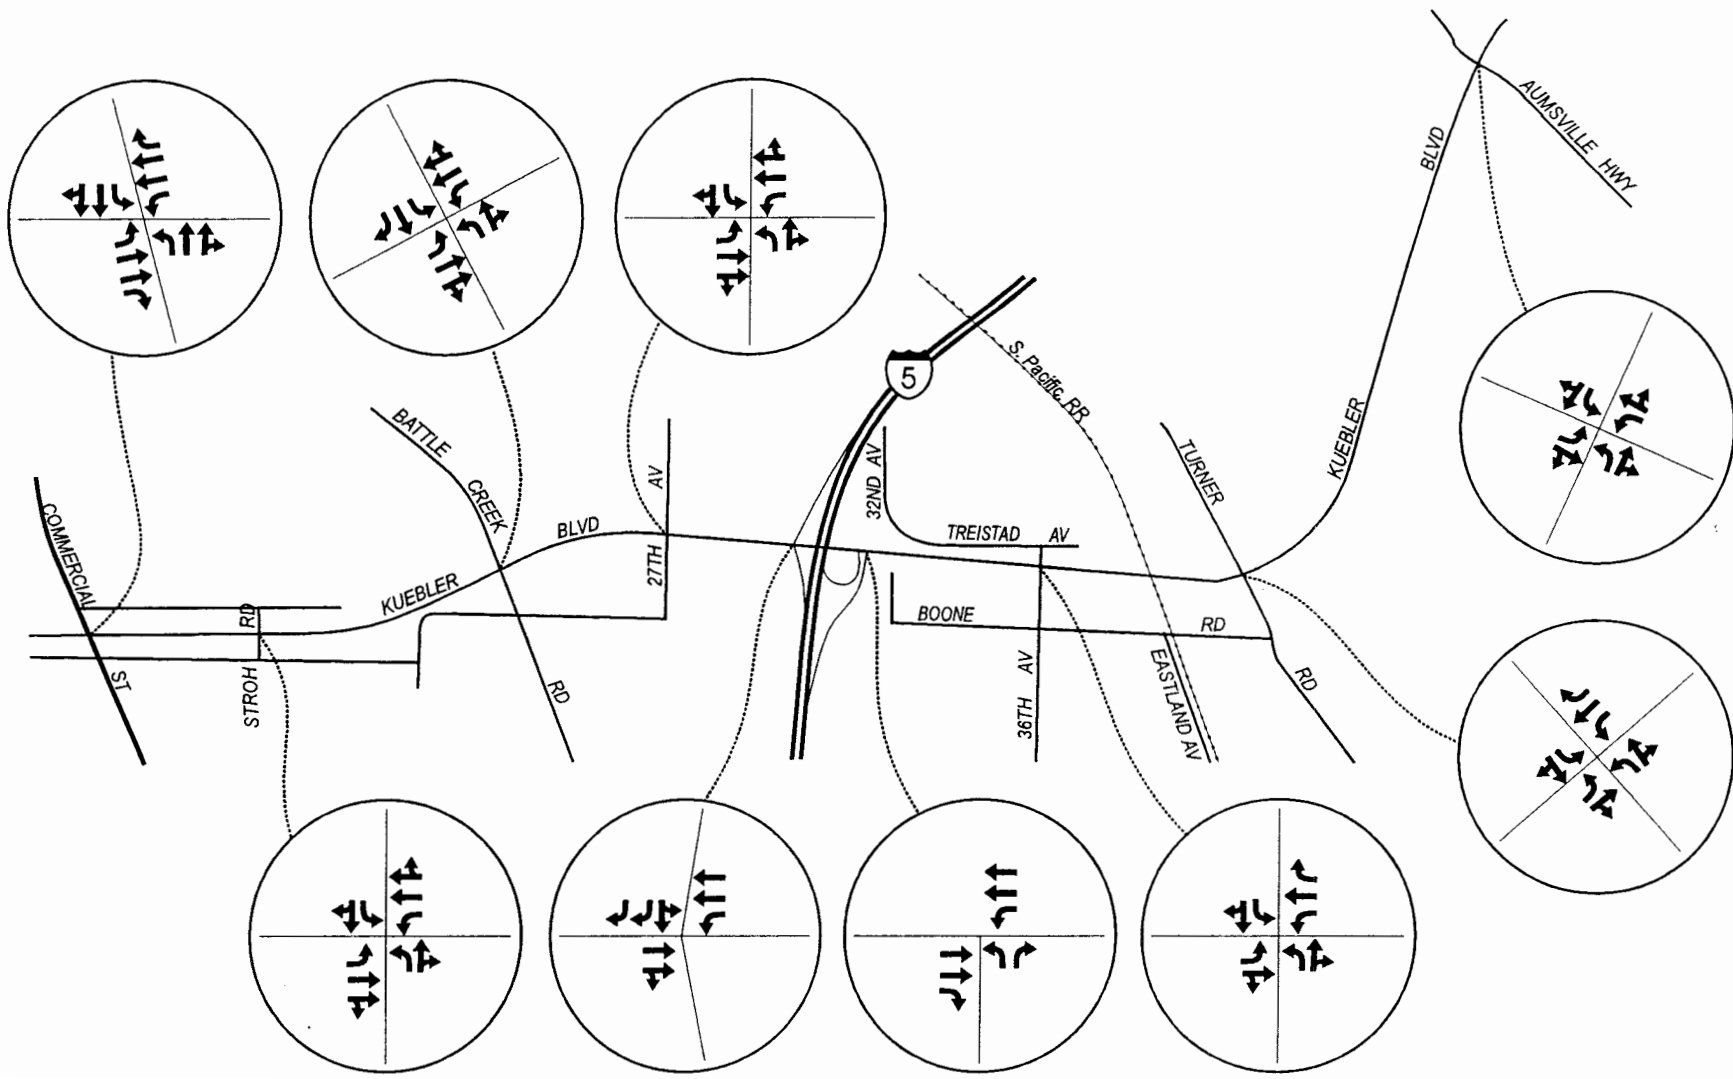 AUMSVILLE HWY
BLVD
KUEBLER
5
S. Pacific RR
BATTLE
CREEK
RD
TURNER
RD
32ND AV
TREISTAD AV
27TH AV
BLVD
KUEBLER
COMMERCIAL
ST
STROH RD
BOONE RD
36TH AV
EASTLAND AV